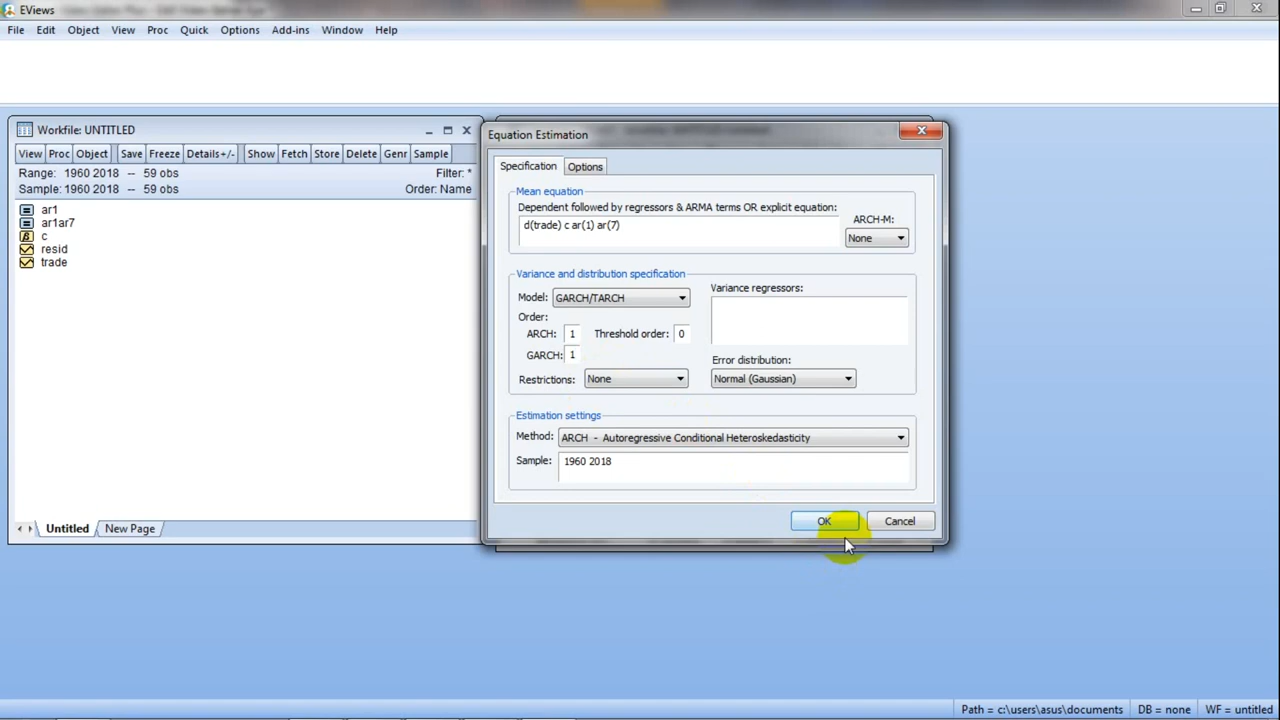 EViews
File Edit Object View Proc Quick Options Add-ins Window Help
Workfile: UNTITLED
View Proc Object Save Freeze Details+/- Show Fetch Store Delete Genr Sample
Range: 1960 2018 -- 59 obs Filter: *
Sample: 1960 2018 -- 59 obs Order: Name
ar1
ar1ar7
c
resid
trade
Untitled New Page
Equation Estimation
Specification Options
Mean equation
Dependent followed by regressors & ARMA terms OR explicit equation:
d(trade) c ar(1) ar(7)
ARCH-M:
None
Variance and distribution specification
Model: GARCH/TARCH
Order:
ARCH: 1 Threshold order: 0
GARCH: 1
Restrictions: None
Variance regressors:
Error distribution:
Normal (Gaussian)
Estimation settings
Method: ARCH - Autoregressive Conditional Heteroskedasticity
Sample: 1960 2018
OK Cancel
Path = c:\users\asus\documents DB = none WF = untitled